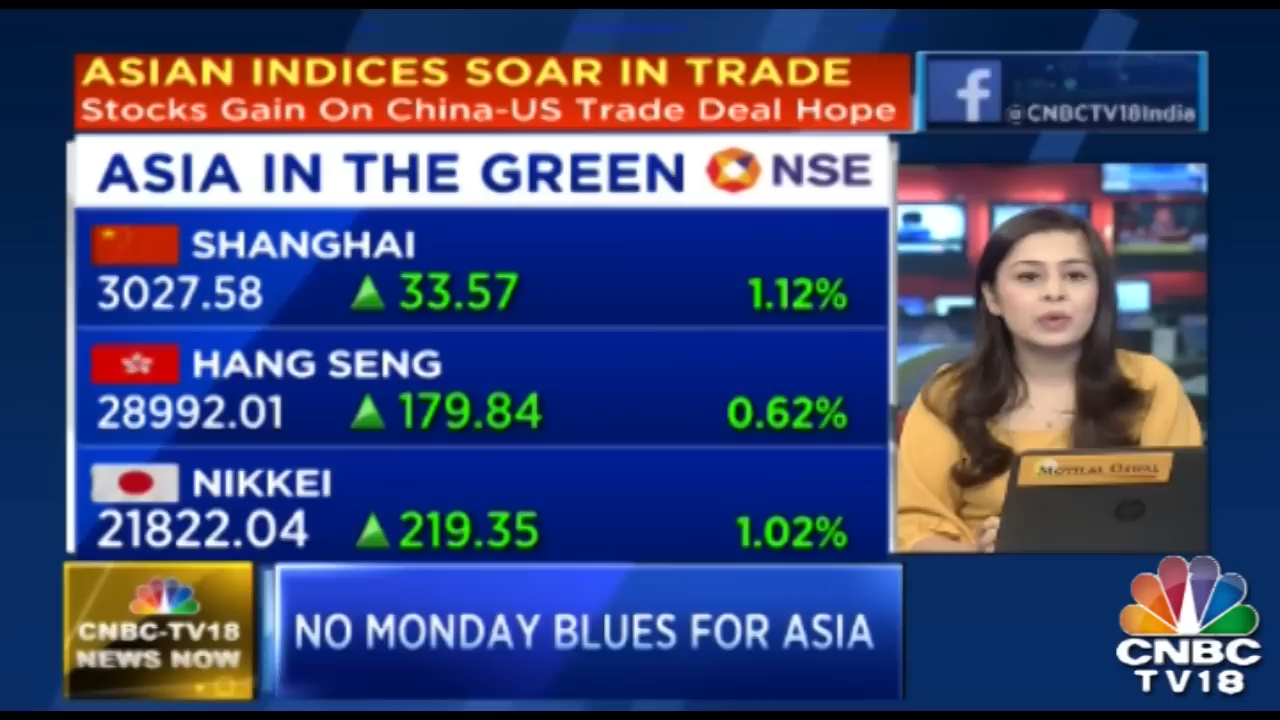 ASIAN INDICES SOAR IN TRADE
Stocks Gain On China-US Trade Deal Hope
@CNBCTV18India
ASIA IN THE GREEN NSE
SHANGHAI
3027.58 ▲ 33.57 1.12%
HANG SENG
28992.01 ▲ 179.84 0.62%
NIKKEI
21822.04 ▲ 219.35 1.02%
MOTILAL OSWAL
CNBC-TV18
NEWS NOW
NO MONDAY BLUES FOR ASIA
CNBC
TV18